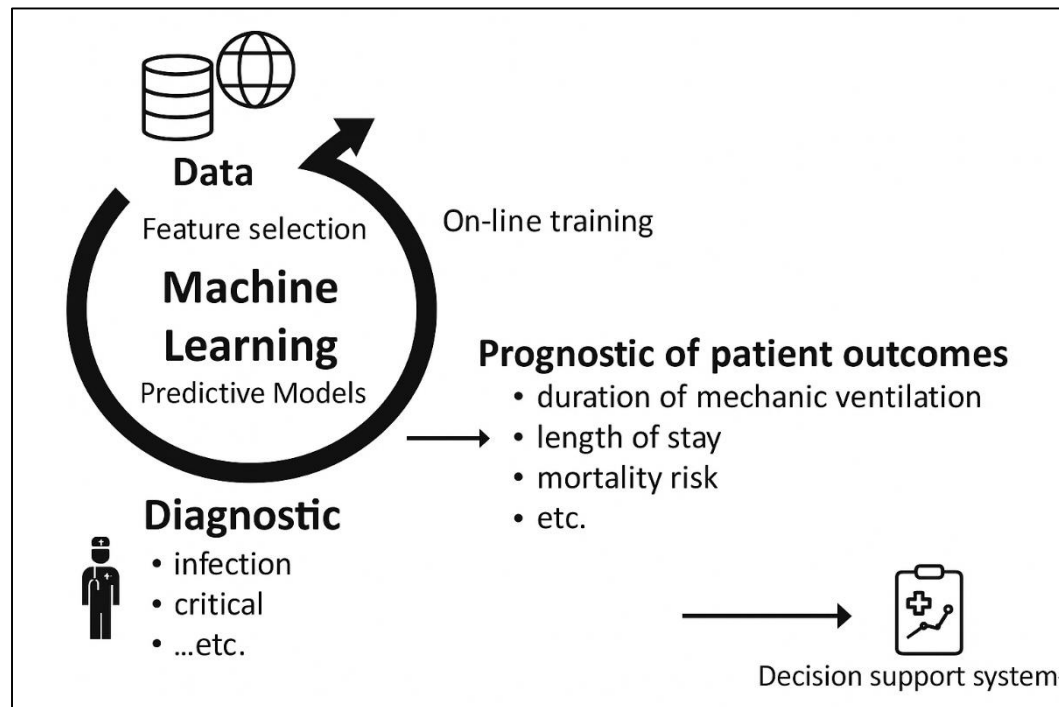 Data
Feature selection
Machine
Learning
Predictive Models
On-line training
Prognostic of patient outcomes
• duration of mechanic ventilation
• length of stay
• mortality risk
• etc.
Diagnostic
• infection
• critical
• ...etc.
Decision support system